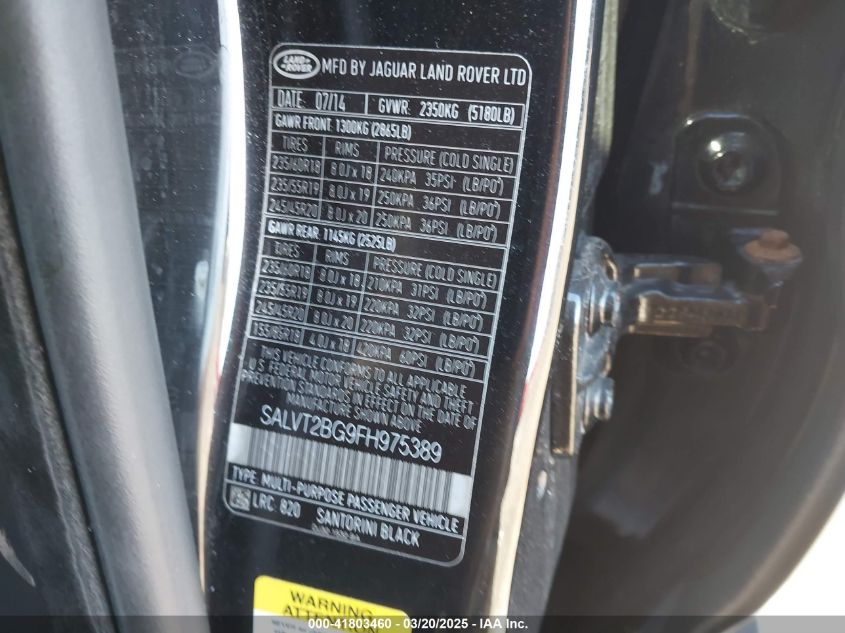 LAND ROVER MFD BY JAGUAR LAND ROVER LTD
DATE: 07/14 GVWR: 2350KG (5180LB)
GAWR FRONT: 1300KG (2865LB)
TIRES RIMS PRESSURE (COLD SINGLE)
235/60R18 8.0J x 18 240KPA 35PSI (LB/PO²)
235/55R19 8.0J x 19 250KPA 36PSI (LB/PO²)
245/45R20 8.0J x 20 250KPA 36PSI (LB/PO²)
GAWR REAR: 1145KG (2525LB)
TIRES RIMS PRESSURE (COLD SINGLE)
235/60R18 8.0J x 18 210KPA 31PSI (LB/PO²)
235/55R19 8.0J x 19 220KPA 32PSI (LB/PO²)
245/45R20 8.0J x 20 220KPA 32PSI (LB/PO²)
155/85R18 4.0J x 18 420KPA 60PSI (LB/PO²)
THIS VEHICLE CONFORMS TO ALL APPLICABLE
U.S. FEDERAL MOTOR VEHICLE SAFETY AND THEFT
PREVENTION STANDARDS IN EFFECT ON THE DATE OF
MANUFACTURE SHOWN ABOVE.
SALVT2BG9FH975389
TYPE: MULTI-PURPOSE PASSENGER VEHICLE
LRC 820 SANTORINI BLACK
WARNING
ATTENTION
000-41803460 - 03/20/2025 - 0000